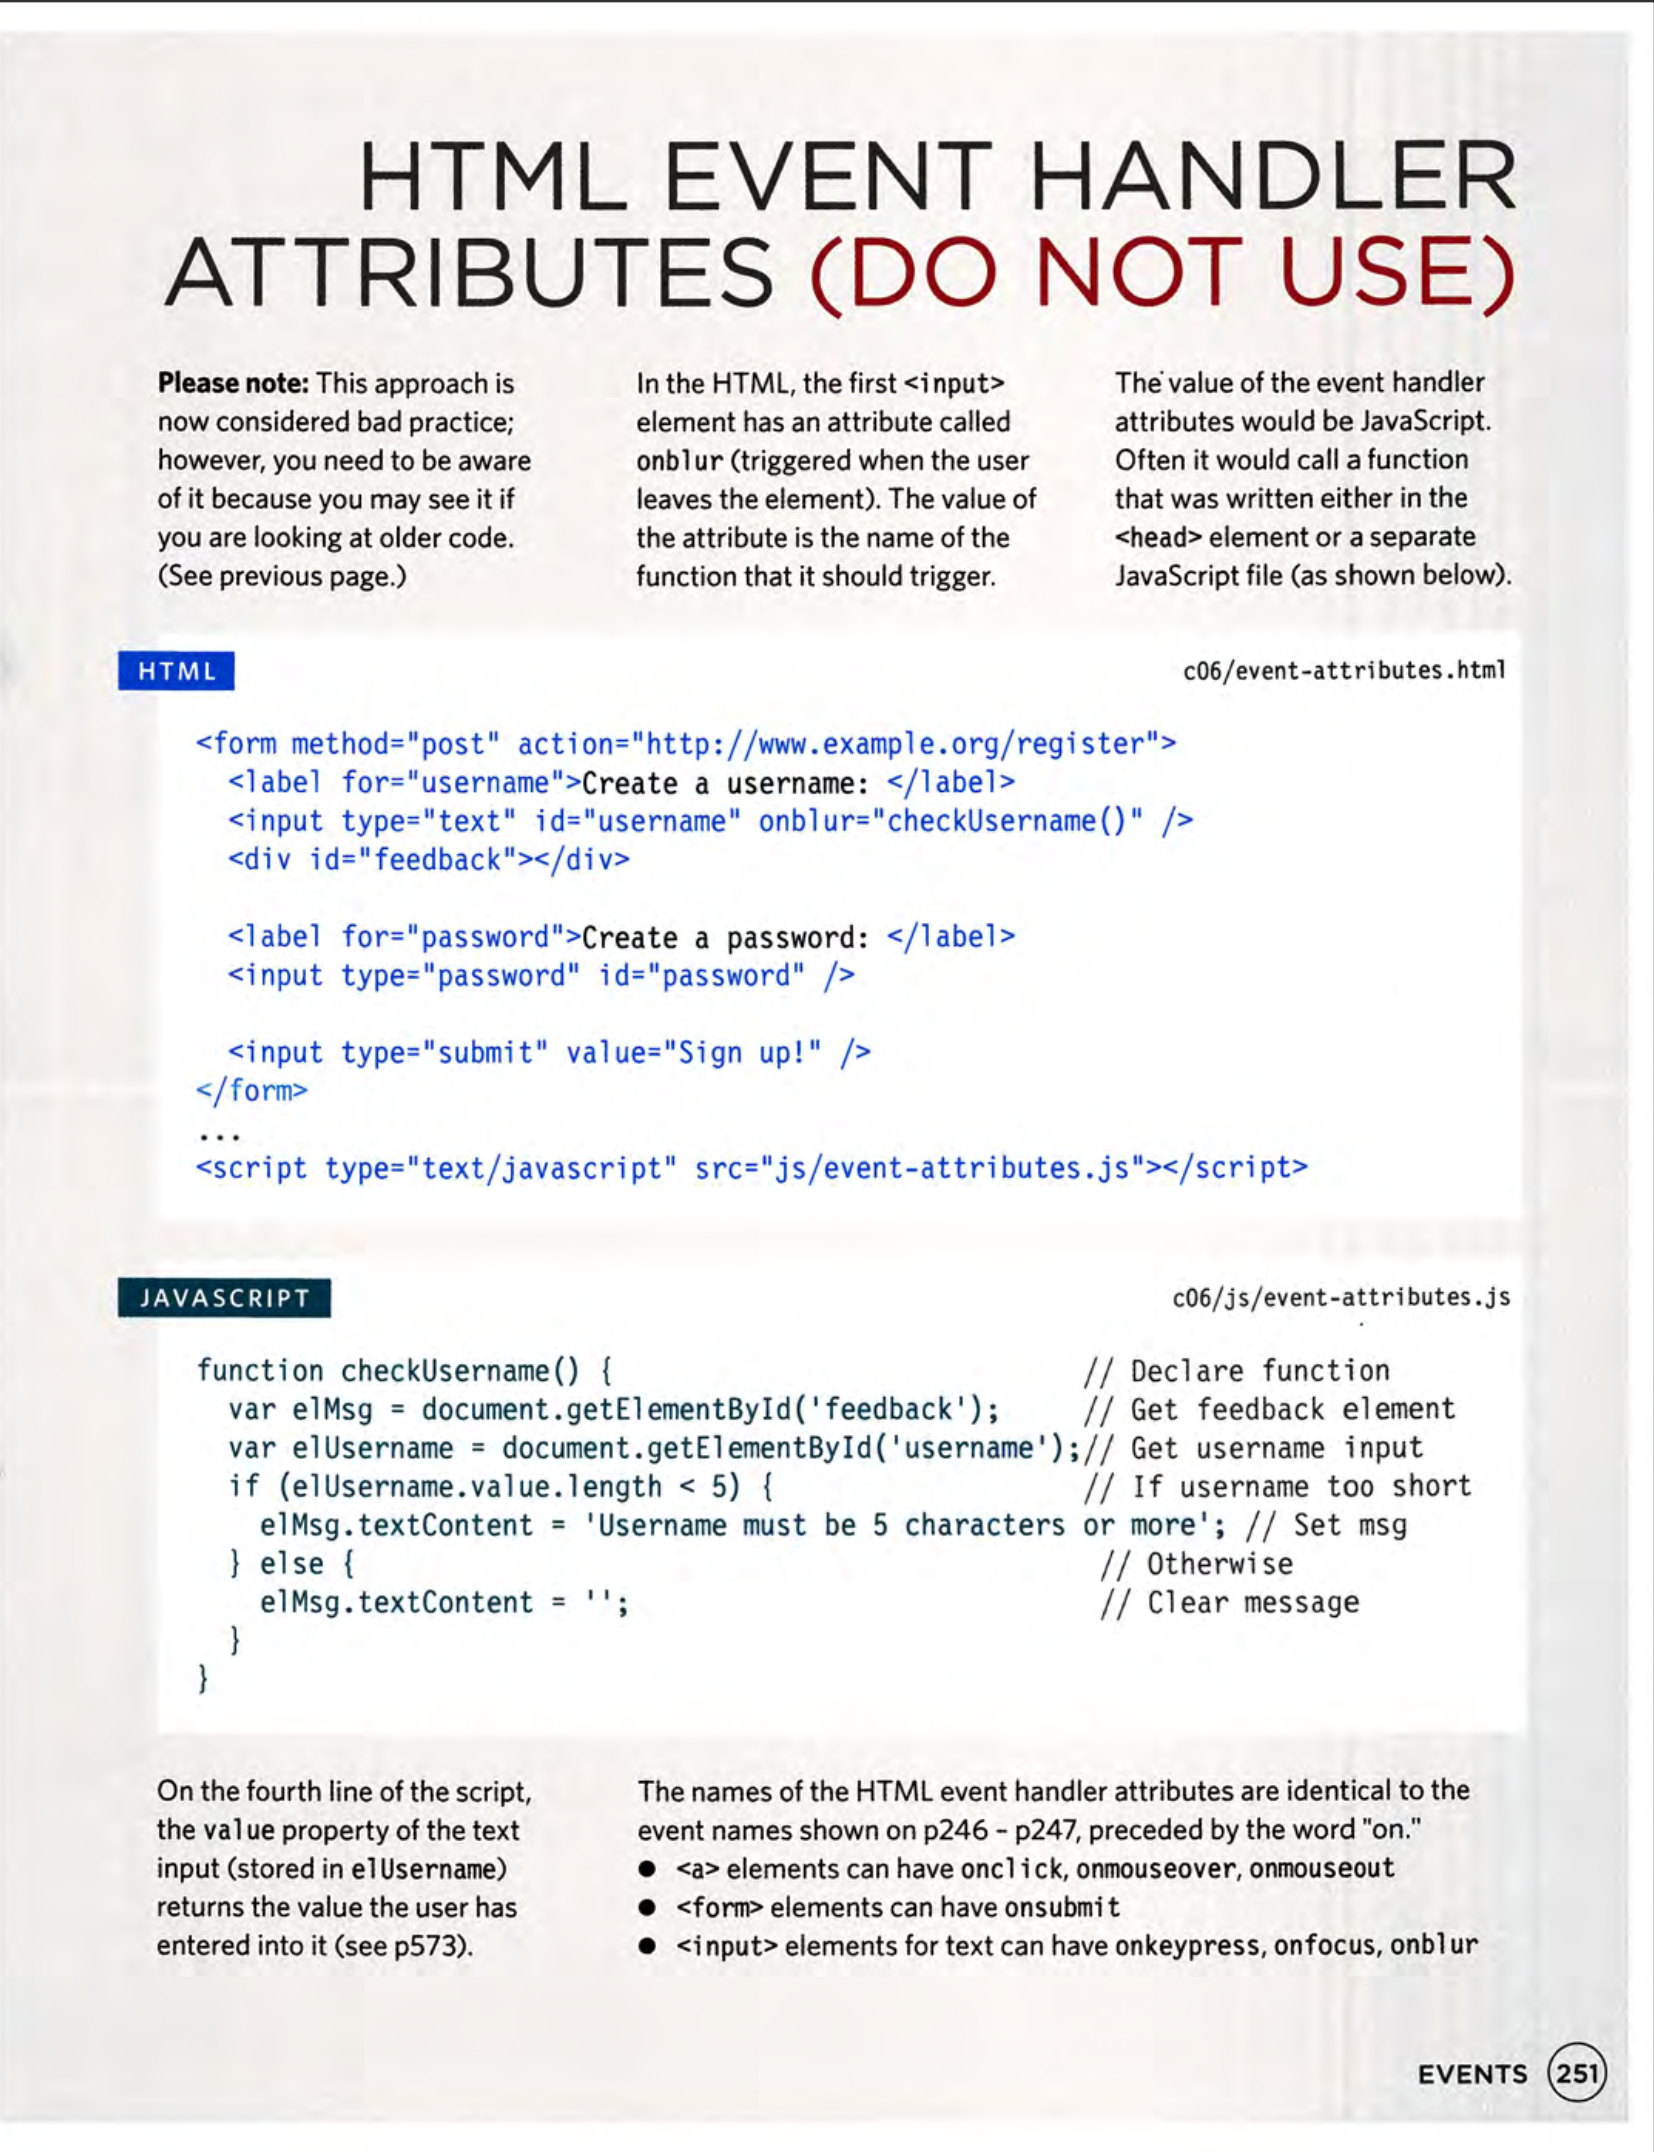 HTML EVENT HANDLER
ATTRIBUTES (DO NOT USE)
Please note: This approach is
now considered bad practice;
however, you need to be aware
of it because you may see it if
you are looking at older code.
(See previous page.)
In the HTML, the first <input>
element has an attribute called
onblur (triggered when the user
leaves the element). The value of
the attribute is the name of the
function that it should trigger.
The value of the event handler
attributes would be JavaScript.
Often it would call a function
that was written either in the
<head> element or a separate
JavaScript file (as shown below).
HTML
c06/event-attributes.html
<form method="post" action="http://www.example.org/register">
<label for="username">Create a username: </label>
<input type="text" id="username" onblur="checkUsername()" />
<div id="feedback"></div>
<label for="password">Create a password: </label>
<input type="password" id="password" />
<input type="submit" value="Sign up!" />
</form>
...
<script type="text/javascript" src="js/event-attributes.js"></script>
JAVASCRIPT
c06/js/event-attributes.js
function checkUsername() { // Declare function
var elMsg = document.getElementById('feedback'); // Get feedback element
var elUsername = document.getElementById('username');// Get username input
if (elUsername.value.length < 5) { // If username too short
elMsg.textContent = 'Username must be 5 characters or more'; // Set msg
} else { // Otherwise
elMsg.textContent = ''; // Clear message
}
}
On the fourth line of the script,
the value property of the text
input (stored in elUsername)
returns the value the user has
entered into it (see p573).
The names of the HTML event handler attributes are identical to the
event names shown on p246 - p247, preceded by the word "on."
● <a> elements can have onclick, onmouseover, onmouseout
● <form> elements can have onsubmit
● <input> elements for text can have onkeypress, onfocus, onblur
EVENTS 251